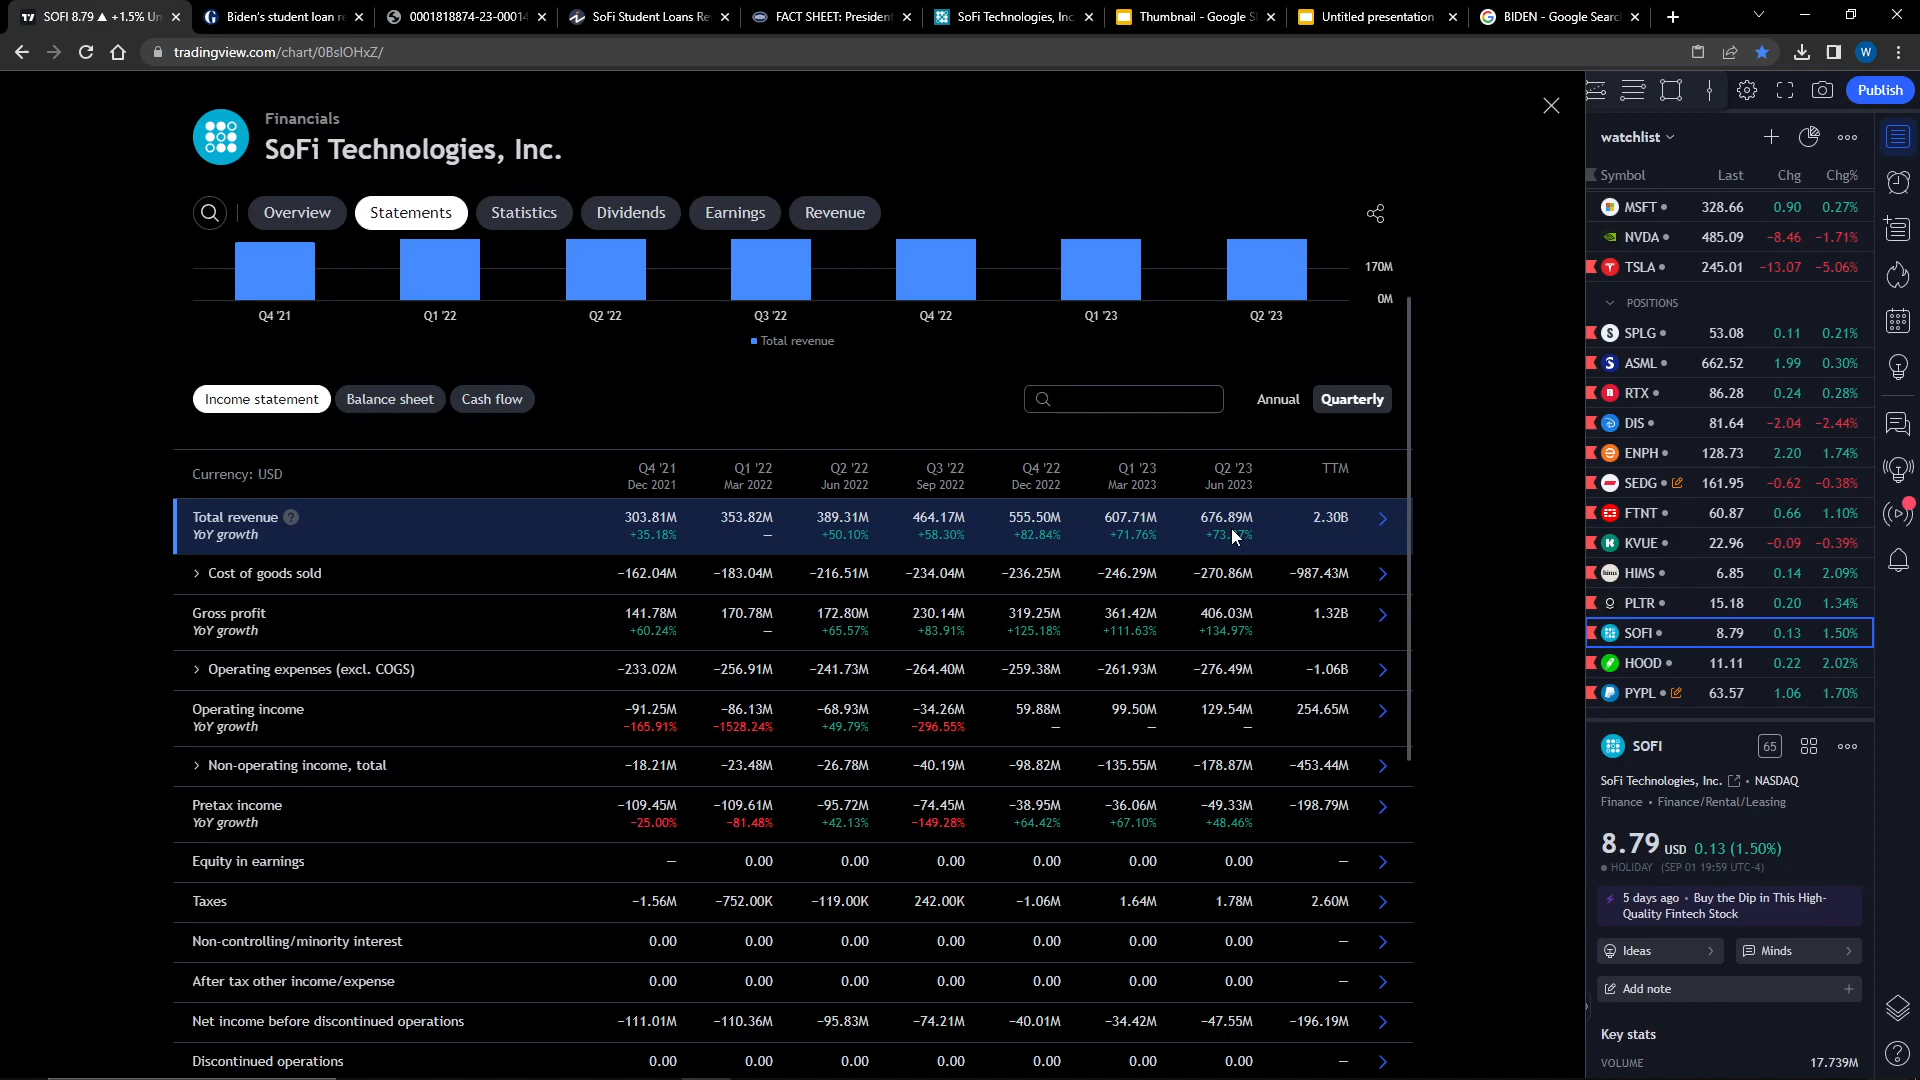 SOFI 8.79 ▲ +1.5% Un
Biden's student loan re
0001818874-23-00014
SoFi Student Loans Re
FACT SHEET: President
SoFi Technologies, Inc.
Thumbnail - Google Sl
Untitled presentation
BIDEN - Google Search
tradingview.com/chart/0BslOHxZ/
W
Publish
Financials
SoFi Technologies, Inc.
Overview Statements Statistics Dividends Earnings Revenue
170M
0M
Q4 '21 Q1 '22 Q2 '22 Q3 '22 Q4 '22 Q1 '23 Q2 '23
Total revenue
Income statement Balance sheet Cash flow
Annual Quarterly
Currency: USD
Q4 '21 Q1 '22 Q2 '22 Q3 '22 Q4 '22 Q1 '23 Q2 '23 TTM
Dec 2021 Mar 2022 Jun 2022 Sep 2022 Dec 2022 Mar 2023 Jun 2023
Total revenue 303.81M 353.82M 389.31M 464.17M 555.50M 607.71M 676.89M 2.30B
YoY growth +35.18% — +50.10% +58.30% +82.84% +71.76%
> Cost of goods sold −162.04M −183.04M −216.51M −234.04M −236.25M −246.29M −270.86M −987.43M
Gross profit 141.78M 170.78M 172.80M 230.14M 319.25M 361.42M 406.03M 1.32B
YoY growth +60.24% — +65.57% +83.91% +125.18% +111.63% +134.97%
> Operating expenses (excl. COGS) −233.02M −256.91M −241.73M −264.40M −259.38M −261.93M −276.49M −1.06B
Operating income −91.25M −86.13M −68.93M −34.26M 59.88M 99.50M 129.54M 254.65M
YoY growth −165.91% −1528.24% +49.79% −296.55% — — —
> Non-operating income, total −18.21M −23.48M −26.78M −40.19M −98.82M −135.55M −178.87M −453.44M
Pretax income −109.45M −109.61M −95.72M −74.45M −38.95M −36.06M −49.33M −198.79M
YoY growth −25.00% −81.48% +42.13% −149.28% +64.42% +67.10% +48.46%
Equity in earnings — 0.00 0.00 0.00 0.00 0.00 0.00 —
Taxes −1.56M −752.00K −119.00K 242.00K −1.06M 1.64M 1.78M 2.60M
Non-controlling/minority interest 0.00 0.00 0.00 0.00 0.00 0.00 0.00 —
After tax other income/expense 0.00 0.00 0.00 0.00 0.00 0.00 0.00 —
Net income before discontinued operations −111.01M −110.36M −95.83M −74.21M −40.01M −34.42M −47.55M −196.19M
Discontinued operations 0.00 0.00 0.00 0.00 0.00 0.00 0.00 —
watchlist
Symbol Last Chg Chg%
MSFT 328.66 0.90 0.27%
NVDA 485.09 −8.46 −1.71%
TSLA 245.01 −13.07 −5.06%
POSITIONS
SPLG 53.08 0.11 0.21%
ASML 662.52 1.99 0.30%
RTX 86.28 0.24 0.28%
DIS 81.64 −2.04 −2.44%
ENPH 128.73 2.20 1.74%
SEDG 161.95 −0.62 −0.38%
FTNT 60.87 0.66 1.10%
KVUE 22.96 −0.09 −0.39%
hims HIMS 6.85 0.14 2.09%
PLTR 15.18 0.20 1.34%
SOFI 8.79 0.13 1.50%
HOOD 11.11 0.22 2.02%
PYPL 63.57 1.06 1.70%
SOFI 65
SoFi Technologies, Inc. • NASDAQ
Finance • Finance/Rental/Leasing
8.79 USD 0.13 (1.50%)
HOLIDAY (SEP 01 19:59 UTC-4)
5 days ago • Buy the Dip in This High-
Quality Fintech Stock
Ideas Minds
Add note
Key stats
VOLUME 17.739M